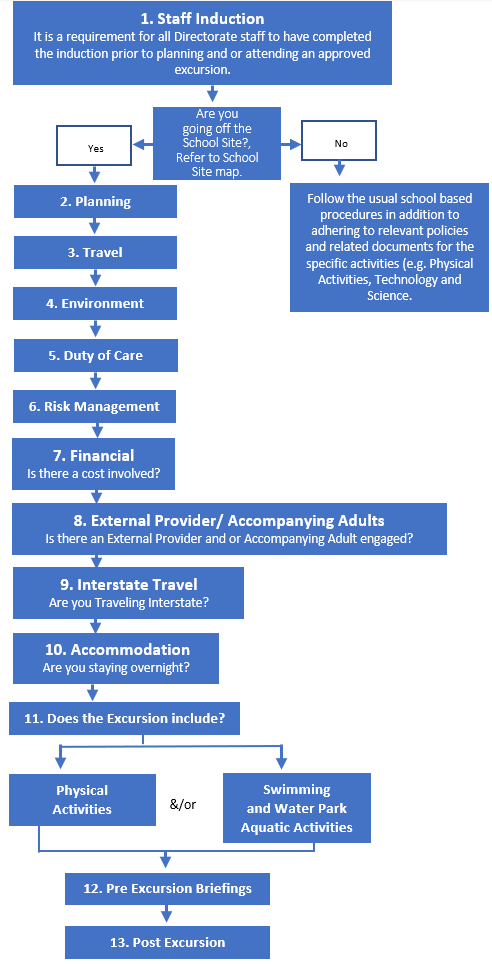 1. Staff Induction
It is a requirement for all Directorate staff to have completed
the induction prior to planning and or attending an approved
excursion.
Are you
going off the
School Site?,
Refer to School
Site map.
Yes
No
2. Planning
Follow the usual school based
procedures in addition to
adhering to relevant policies
and related documents for the
specific activities (e.g. Physical
Activities, Technology and
Science.
3. Travel
4. Environment
5. Duty of Care
6. Risk Management
7. Financial
Is there a cost involved?
8. External Provider/ Accompanying Adults
Is there an External Provider and or Accompanying Adult engaged?
9. Interstate Travel
Are you Traveling Interstate?
10. Accommodation
Are you staying overnight?
11. Does the Excursion include?
Physical
Activities
&/or
Swimming
and Water Park
Aquatic Activities
12. Pre Excursion Briefings
13. Post Excursion